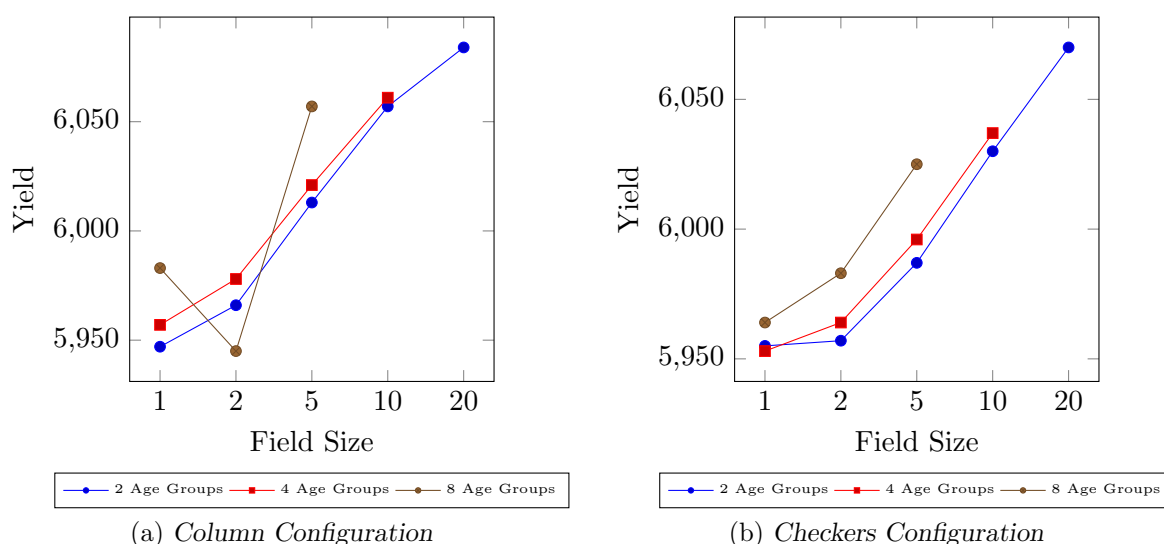 6,050
6,000
5,950
Yield
1 2 5 10 20
Field Size
2 Age Groups 4 Age Groups 8 Age Groups
(a) Column Configuration
6,050
6,000
5,950
Yield
1 2 5 10 20
Field Size
2 Age Groups 4 Age Groups 8 Age Groups
(b) Checkers Configuration